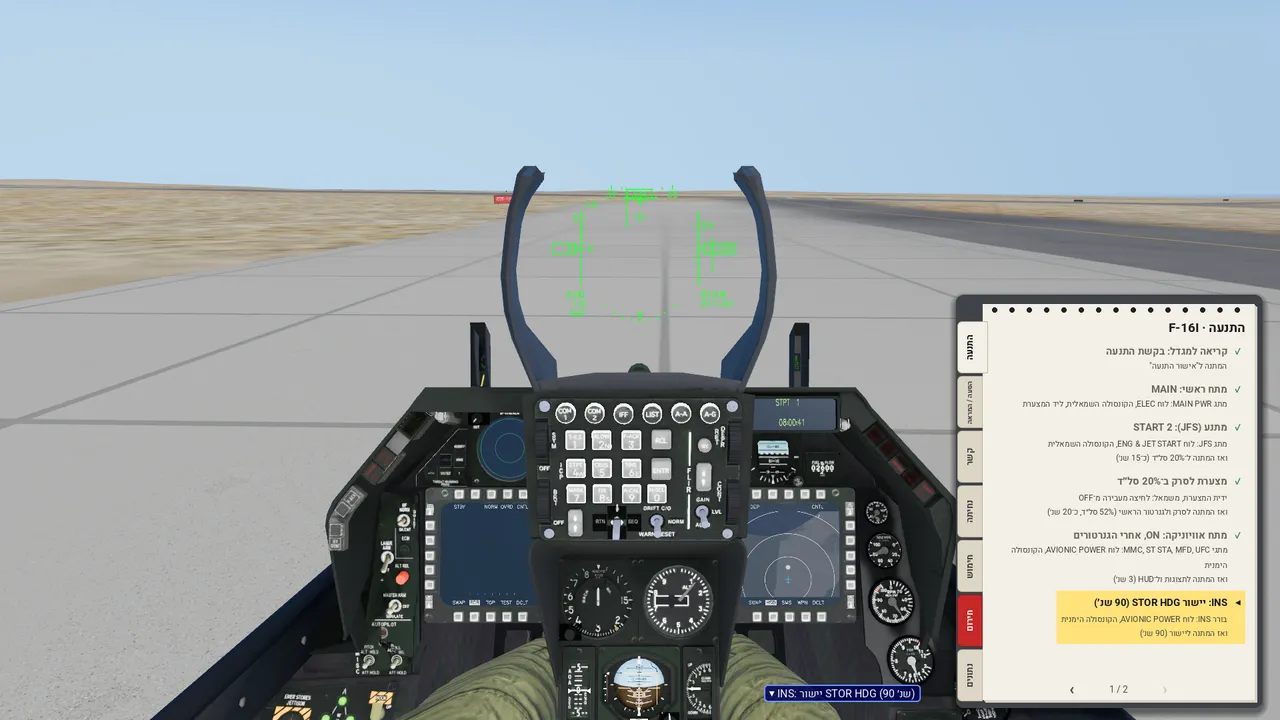 התנעה · F-16I
✓ קריאה למגדל: בקשת התנעה
המתנה ל"אישור התנעה"
✓ מתח ראשי: MAIN
מתג MAIN PWR: לוח ELEC, הקונסולה השמאלית, ליד המצערת
✓ מתנע (JFS): START 2
מתג JFS: לוח ENG & JET START, הקונסולה השמאלית
ואז המתנה ל־20% סל״ד (כ־15 שנ׳)
✓ מצערת לסרק ב־20% סל״ד
ידית המצערת, משמאל: לחיצה מעבירה מ־OFF
ואז המתנה לסרק ולגנרטור הראשי (52% סל״ד, כ־20 שנ׳)
✓ מתח אוויוניקה: ON, אחרי הגנרטורים
מתגי MMC, ST STA, MFD, UFC: לוח AVIONIC POWER, הקונסולה
הימנית
ואז המתנה לתצוגות ול־HUD (3 שנ׳)
◄ INS: יישור STOR HDG (90 שנ׳)
בורר INS: לוח AVIONIC POWER, הקונסולה הימנית
ואז המתנה ליישור (90 שנ׳)
1 / 2
התנעה
הסעה / המראה
קשר
נחיתה
חימוש
חירום
נתונים
INS: יישור STOR HDG (90 שנ׳) ▾
COM 1
COM 2
IFF
LIST
A-A
A-G
RCL
ENTR
STPT 1
08:00:41
OFF
FLIR
GAIN
LVL
DRIFT C/O
NORM
WARN RESET
RTN
SEQ
STBY NORM OVRD CNTL
SWAP TOP TEST DCLT
DEP CNTL
SWAP SMS WPN DCLT
LASER ARM
ALT REL
MASTER ARM
SIMULATE
AUTOPILOT
ATT HOLD